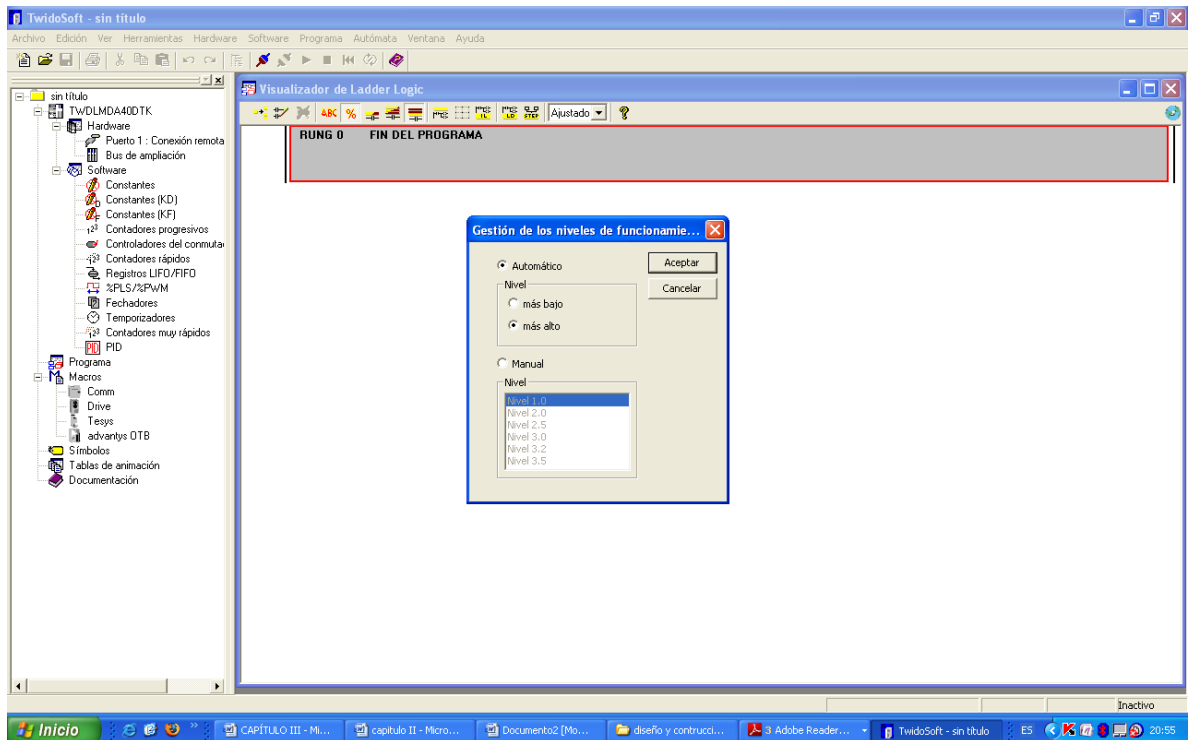 TwidoSoft - sin título
Archivo Edición Ver Herramientas Hardware Software Programa Autómata Ventana Ayuda
sin título
TWDLMDA40DTK
Hardware
Puerto 1 : Conexión remota
Bus de ampliación
Software
Constantes
Constantes (KD)
Constantes (KF)
Contadores progresivos
Controladores del conmuta
Contadores rápidos
Registros LIFO/FIFO
%PLS/%PWM
Fechadores
Temporizadores
Contadores muy rápidos
PID
Programa
Macros
Comm
Drive
Tesys
advantys OTB
Símbolos
Tablas de animación
Documentación
Visualizador de Ladder Logic
ABC % Ajustado
RUNG 0 FIN DEL PROGRAMA
Gestión de los niveles de funcionamie...
Automático
Aceptar
Nivel
Cancelar
más bajo
más alto
Manual
Nivel
Nivel 1.0
Nivel 2.0
Nivel 2.5
Nivel 3.0
Nivel 3.2
Nivel 3.5
Inactivo
Inicio
CAPÍTULO III - Mi...
capitulo II - Micro...
Documento2 [Mo...
diseño y contrucci...
3 Adobe Reader...
TwidoSoft - sin título
ES
20:55